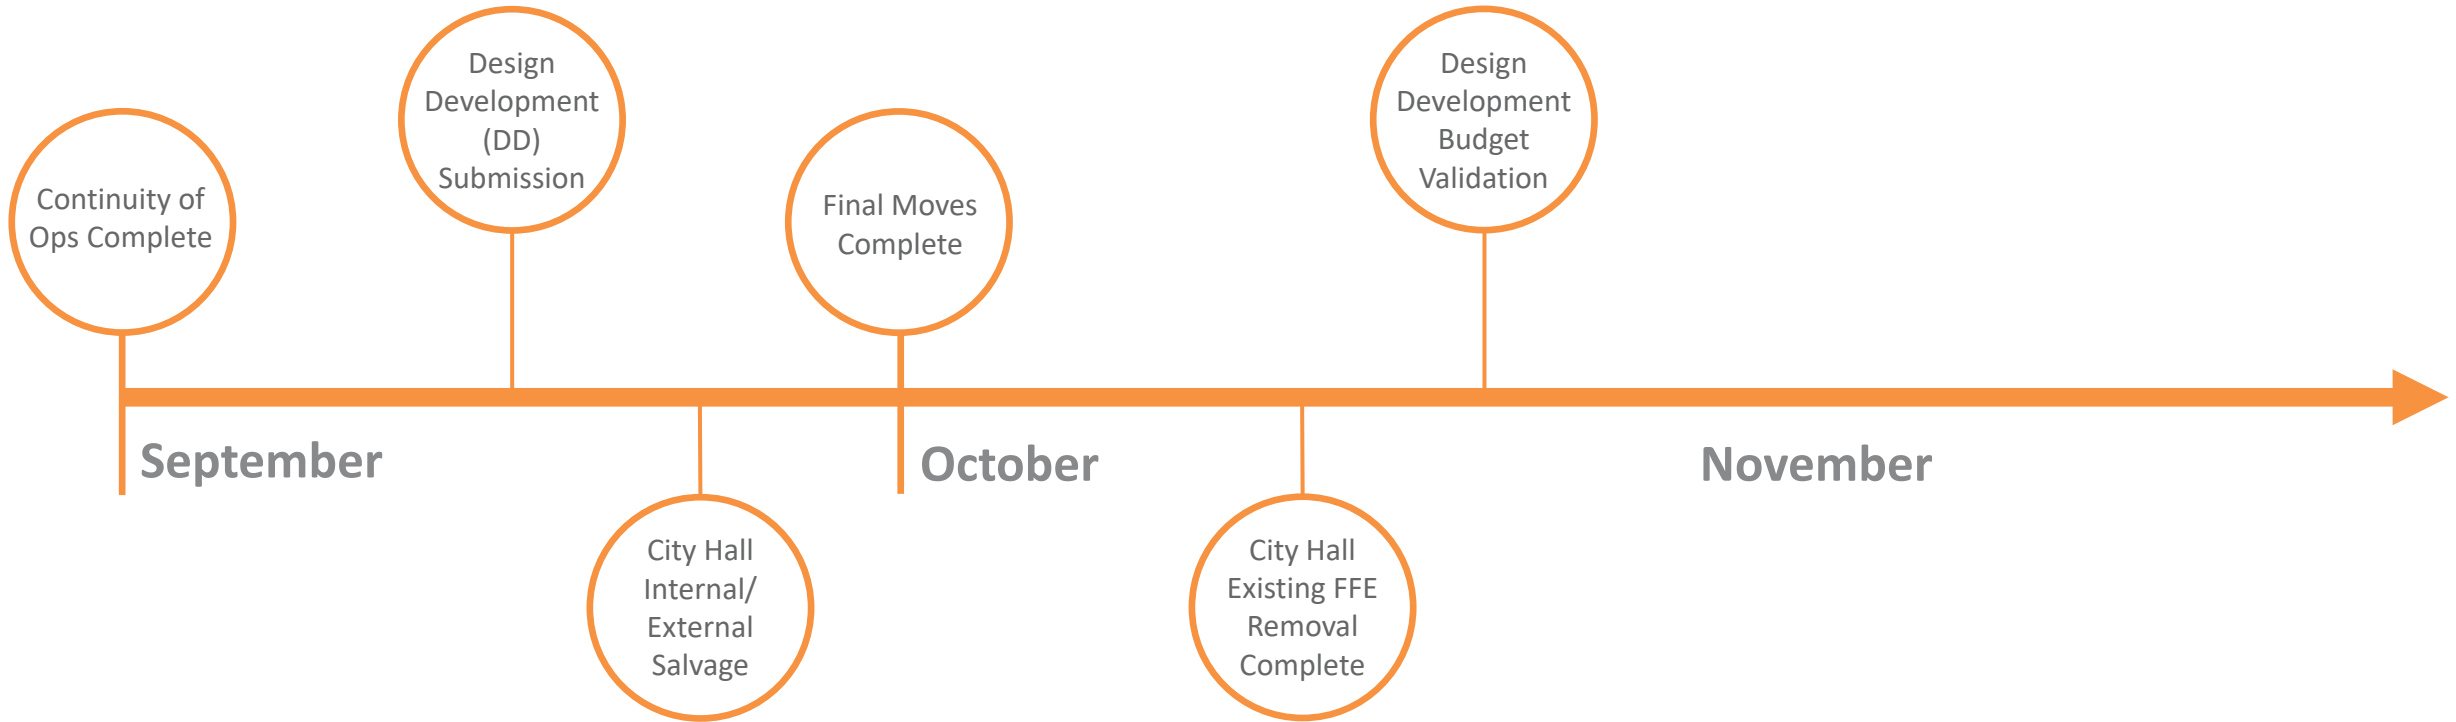 Continuity of
Ops Complete
Design
Development
(DD)
Submission
Final Moves
Complete
Design
Development
Budget
Validation
September
October
November
City Hall
Internal/
External
Salvage
City Hall
Existing FFE
Removal
Complete